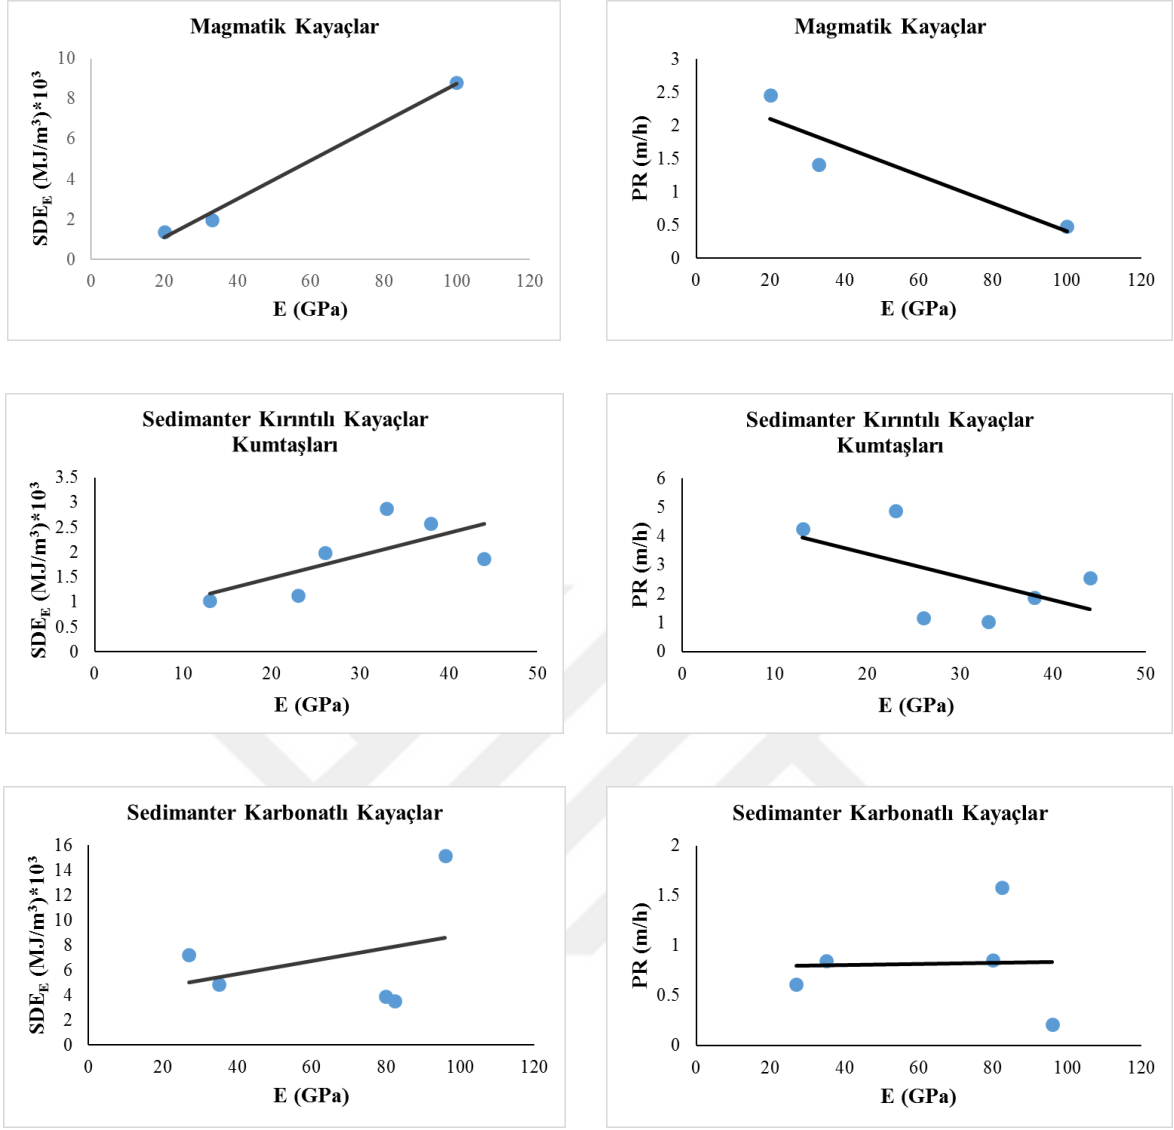 Magmatik Kayaçlar
10
8
6
4
2
0
0 20 40 60 80 100 120
SDE_E (MJ/m³)*10³
E (GPa)
Magmatik Kayaçlar
3
2.5
2
1.5
1
0.5
0
0 20 40 60 80 100 120
PR (m/h)
E (GPa)
Sedimanter Kırıntılı Kayaçlar
Kumtaşları
3.5
3
2.5
2
1.5
1
0.5
0
0 10 20 30 40 50
SDE_E (MJ/m³)*10³
E (GPa)
Sedimanter Kırıntılı Kayaçlar
Kumtaşları
6
5
4
3
2
1
0
0 10 20 30 40 50
PR (m/h)
E (GPa)
Sedimanter Karbonatlı Kayaçlar
16
14
12
10
8
6
4
2
0
0 20 40 60 80 100 120
SDE_E (MJ/m³)*10³
E (GPa)
Sedimanter Karbonatlı Kayaçlar
2
1.5
1
0.5
0
0 20 40 60 80 100 120
PR (m/h)
E (GPa)